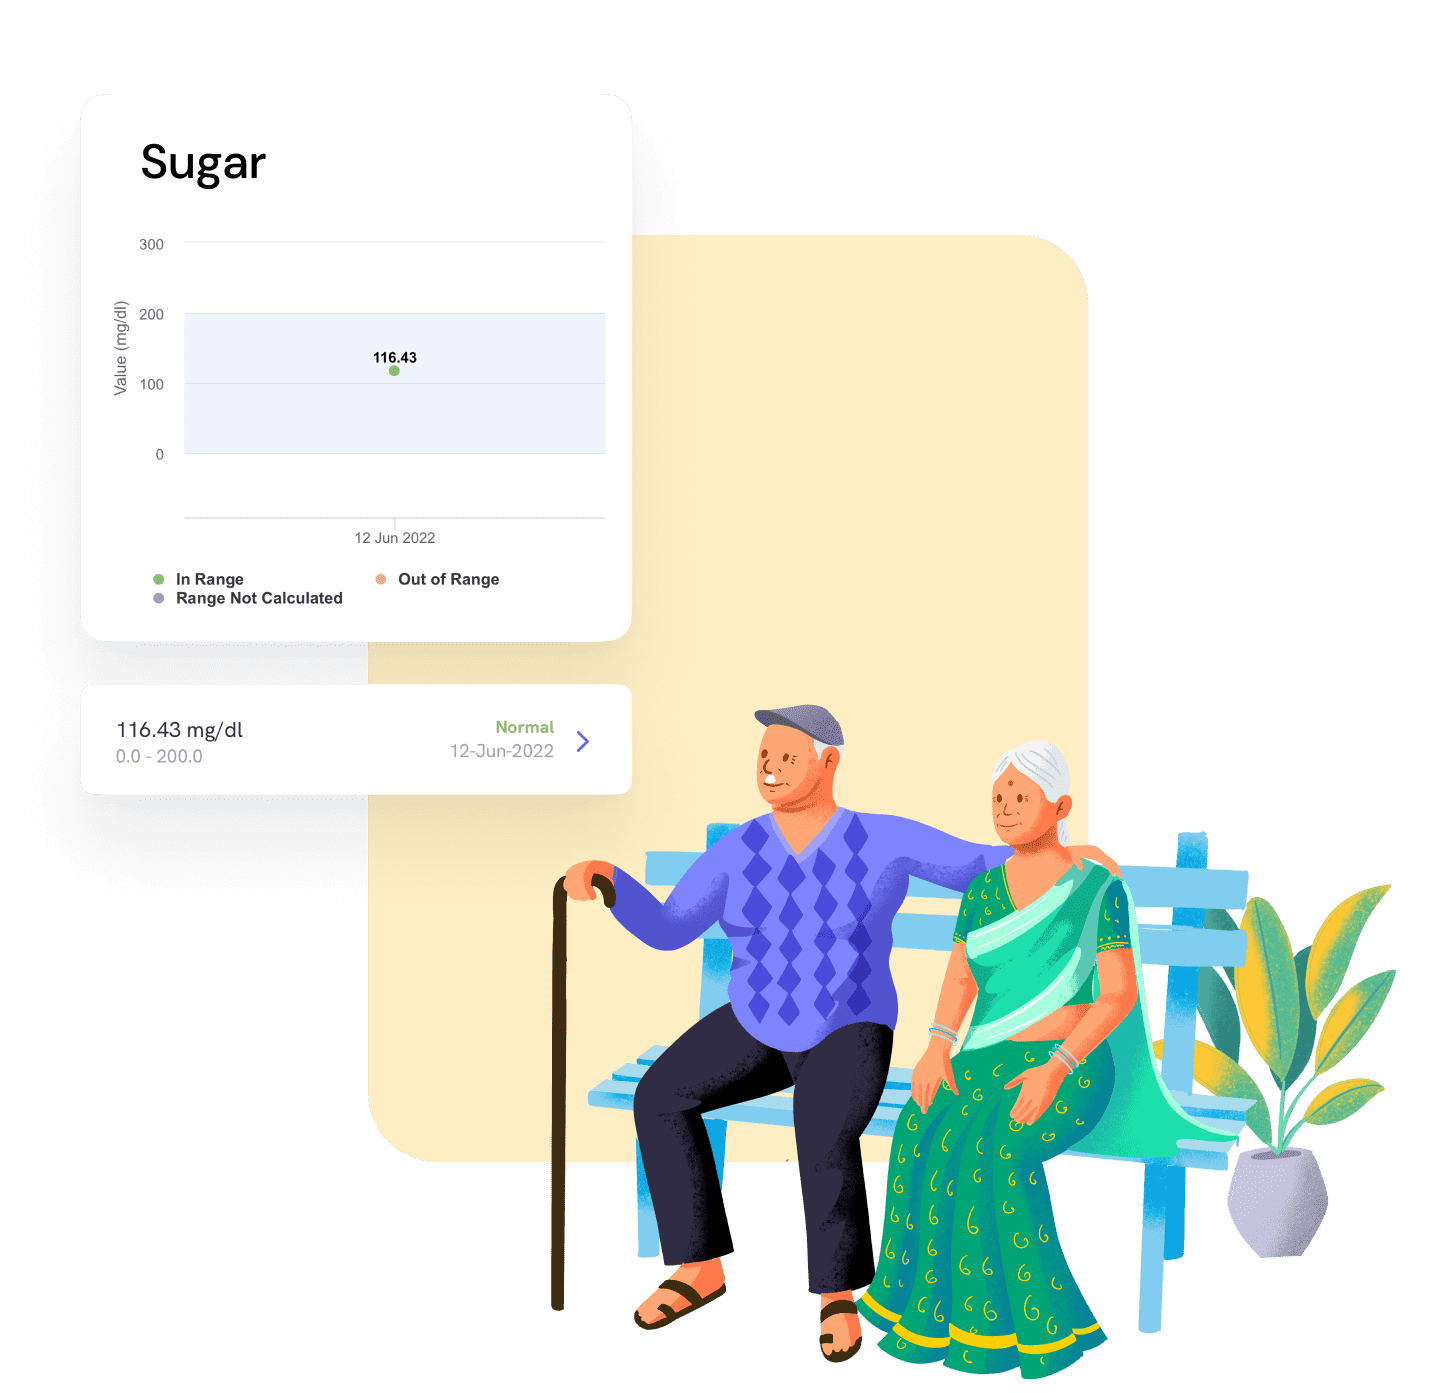 Sugar
300
200
116.43
100
0
Value (mg/dl)
12 Jun 2022
In Range
Out of Range
Range Not Calculated
116.43 mg/dl
Normal
0.0 - 200.0
12-Jun-2022